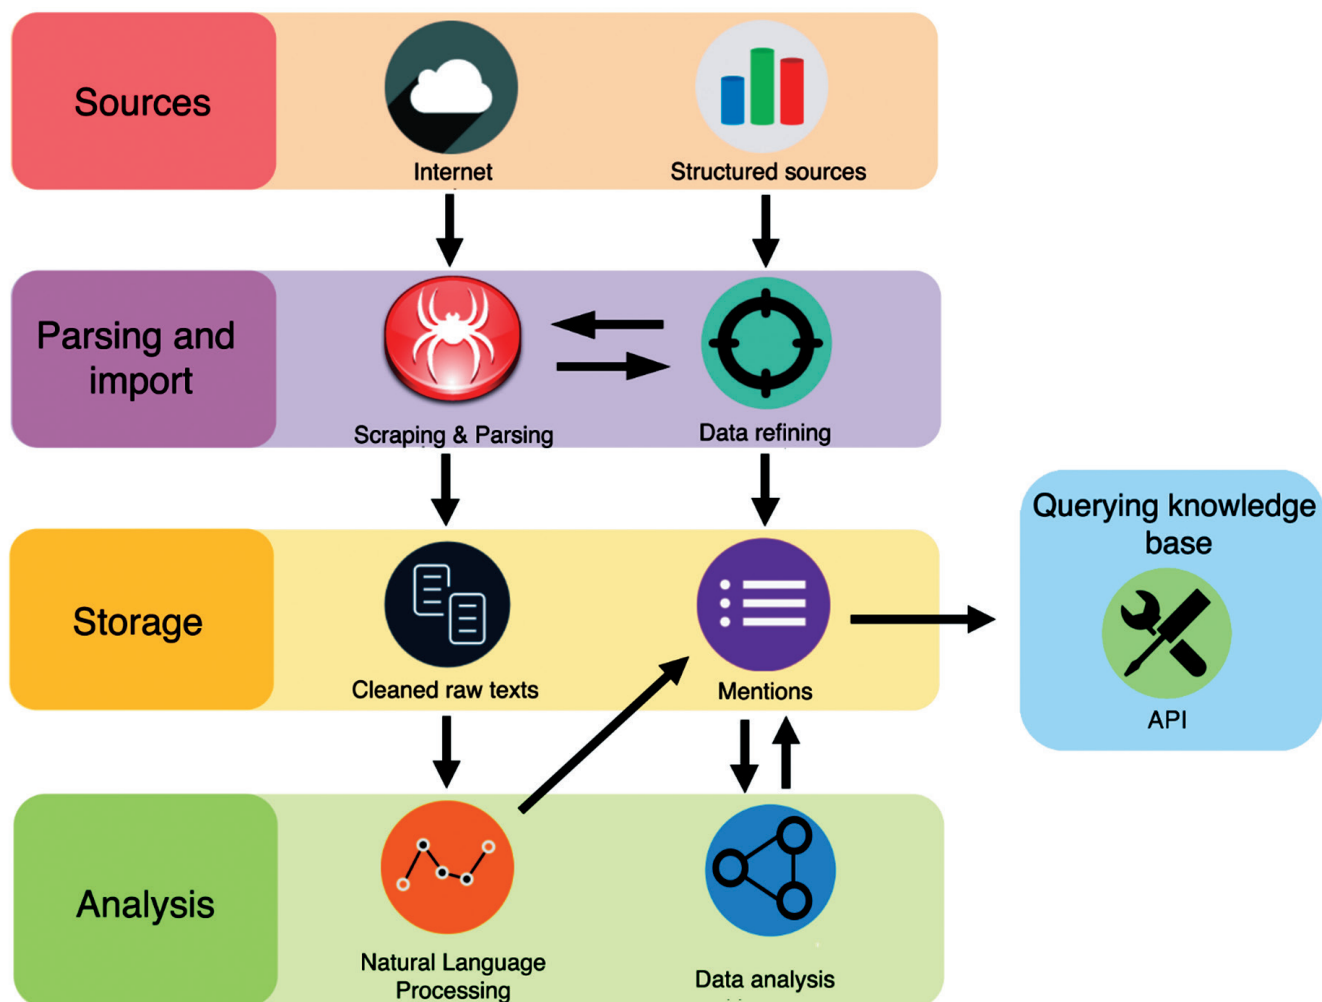 Sources
Internet
Structured sources
Parsing and
import
Scraping & Parsing
Data refining
Storage
Cleaned raw texts
Mentions
Querying knowledge
base
API
Analysis
Natural Language
Processing
Data analysis